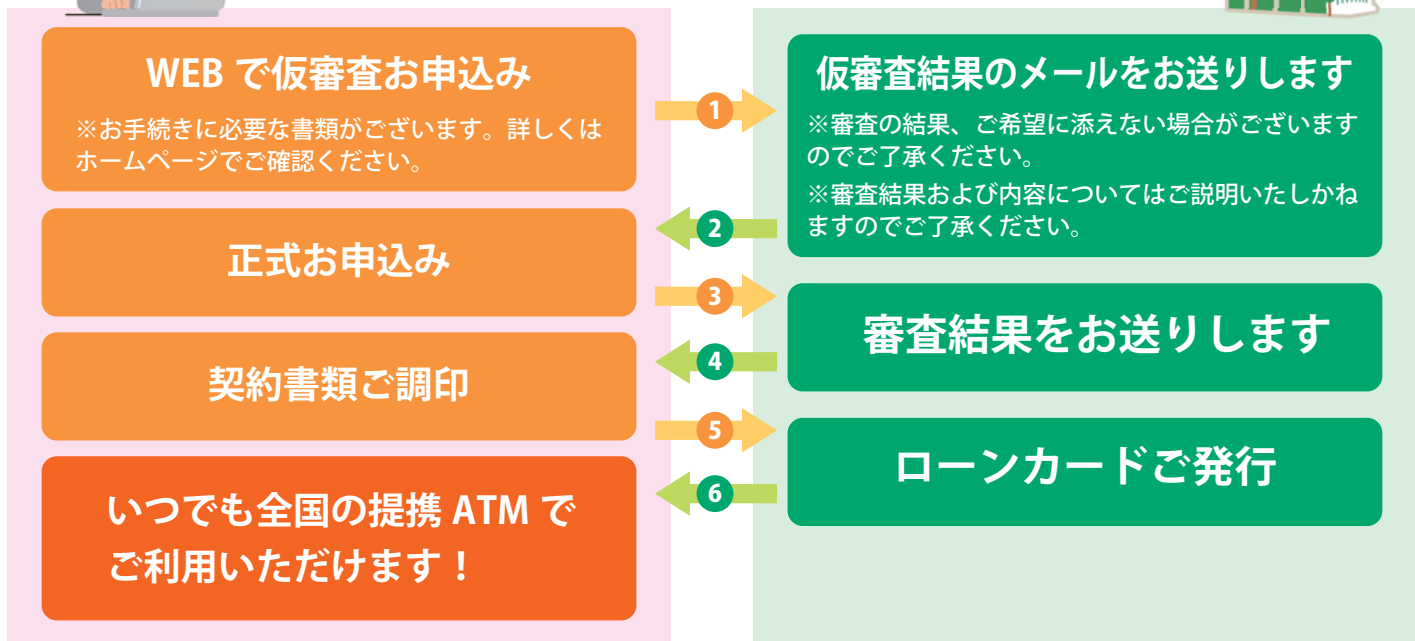 WEB で仮審査お申込み
※お手続きに必要な書類がございます。詳しくは
ホームページでご確認ください。
1
仮審査結果のメールをお送りします
※審査の結果、ご希望に添えない場合がございます
のでご了承ください。
※審査結果および内容についてはご説明いたしかね
ますのでご了承ください。
2
正式お申込み
3
審査結果をお送りします
4
契約書類ご調印
5
ローンカードご発行
6
いつでも全国の提携 ATM で
ご利用いただけます！